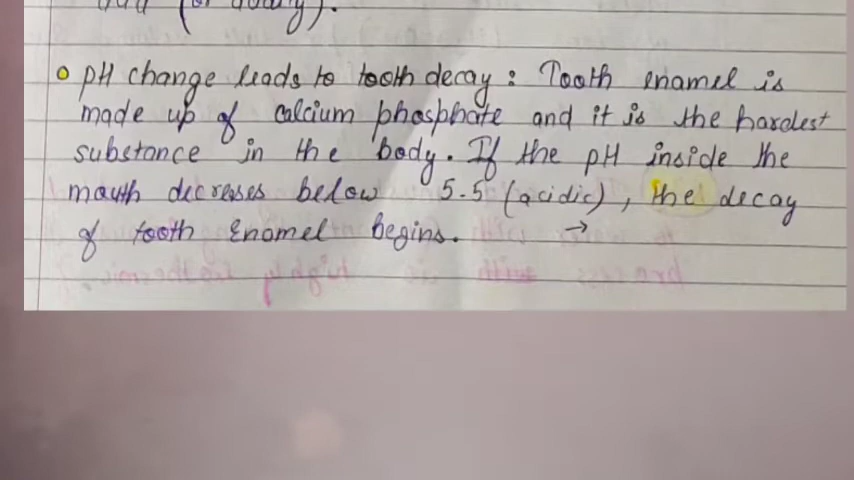 (or dairy).
pH change leads to tooth decay : Tooth enamel is
made up of calcium phosphate and it is the hardest
substance in the body. If the pH inside the
mouth decreases below 5.5 (acidic), the decay
of tooth Enamel begins. →